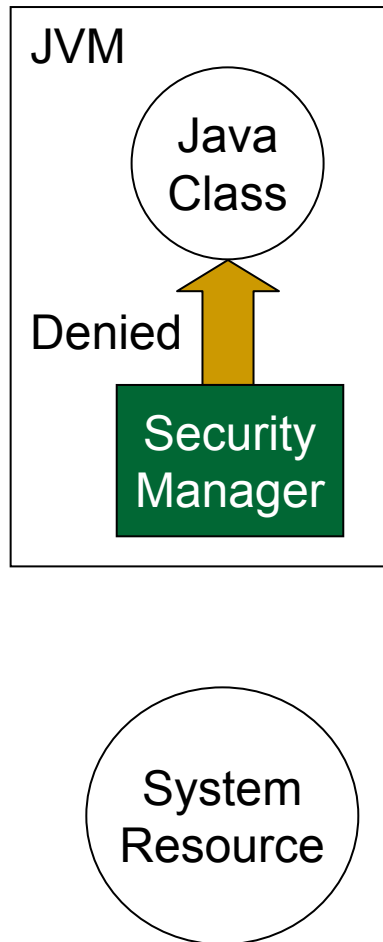 JVM
Java
Class
Denied
Security
Manager
System
Resource